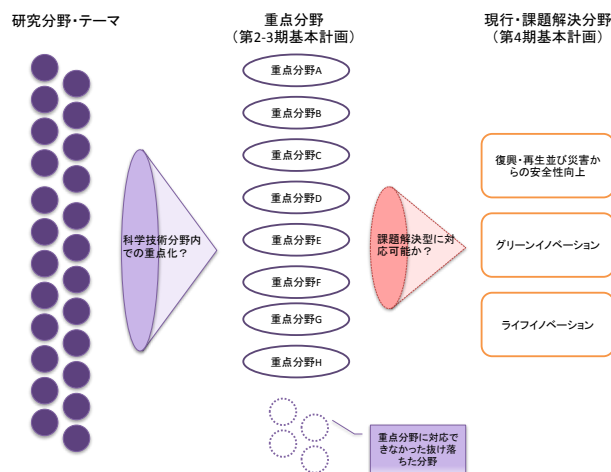 研究分野・テーマ
重点分野
（第2-3期基本計画）
現行・課題解決分野
（第4期基本計画）
重点分野A
重点分野B
重点分野C
重点分野D
重点分野E
重点分野F
重点分野G
重点分野H
科学技術分野内
での重点化？
課題解決型に対
応可能か？
復興・再生並び災害か
らの安全性向上
グリーンイノベーション
ライフイノベーション
重点分野に対応で
きなかった抜け落
ちた分野